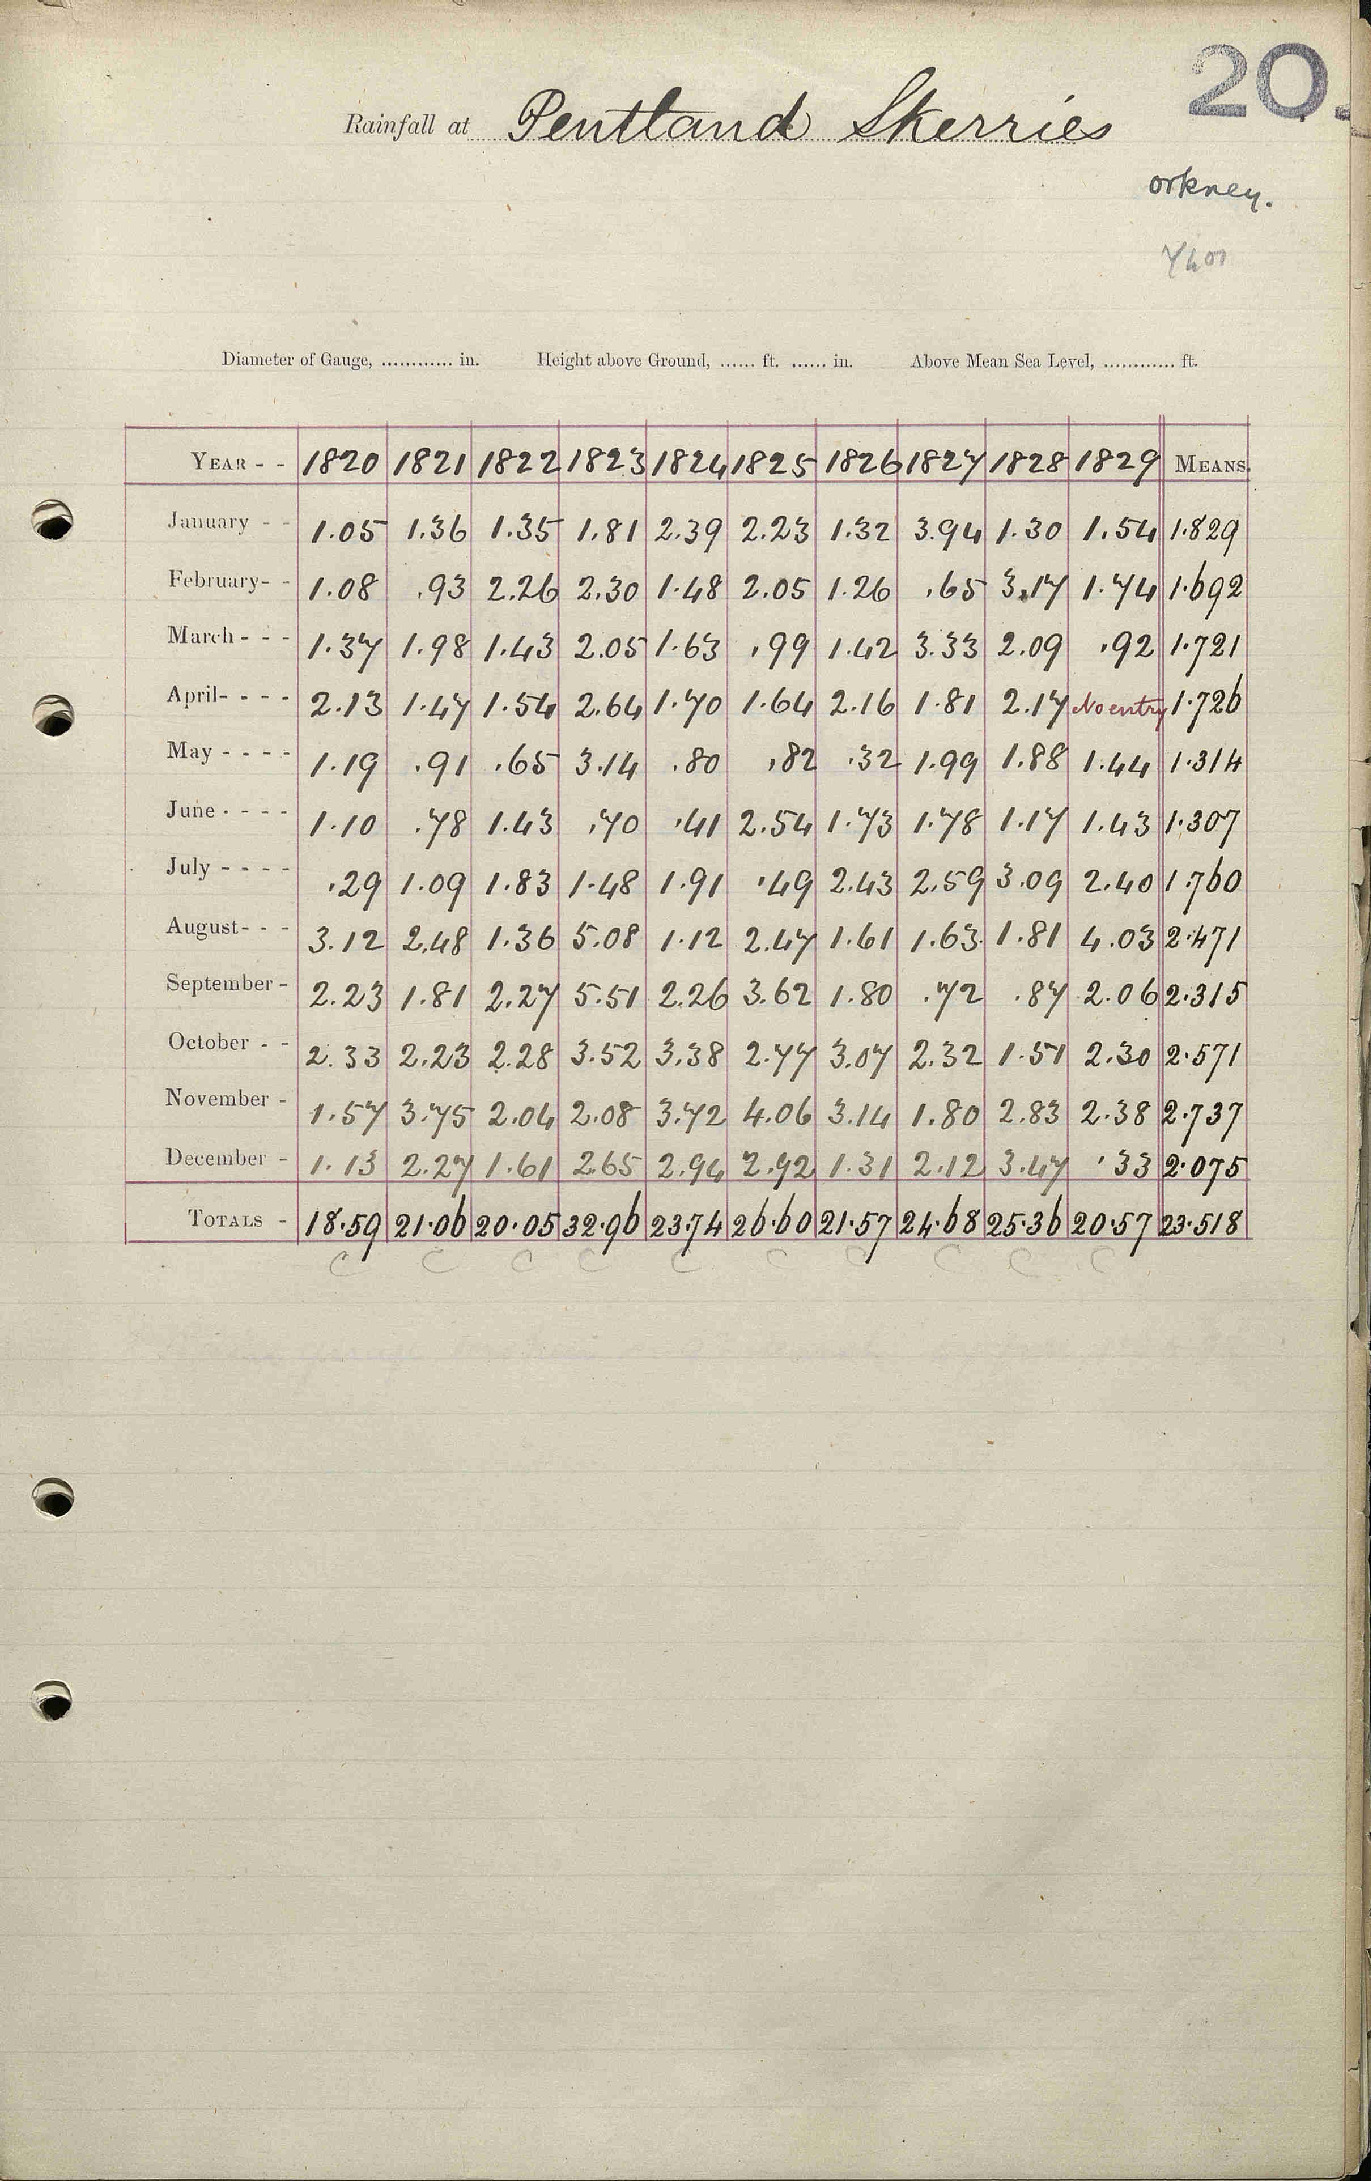 20.
Rainfall at Pentland Skerries
Orkney.
Diameter of Gauge, ............ in. Height above Ground, ...... ft. ...... in. Above Mean Sea Level, ............ ft.
YEAR - - 1820 1821 1822 1823 1824 1825 1826 1827 1828 1829 MEANS.
January - - 1.05 1.36 1.35 1.81 2.39 2.23 1.32 3.94 1.30 1.54 1.829
February- - 1.08 .93 2.26 2.30 1.48 2.05 1.26 .65 3.17 1.74 1.692
March - - - 1.37 1.98 1.43 2.05 1.63 .99 1.42 3.33 2.09 .92 1.721
April- - - - 2.13 1.47 1.54 2.64 1.70 1.64 2.16 1.81 2.17 No entry 1.726
May - - - - 1.19 .91 .65 3.14 .80 .82 .32 1.99 1.88 1.44 1.314
June - - - - 1.10 .78 1.43 .70 .41 2.54 1.73 1.78 1.17 1.43 1.307
July - - - - .29 1.09 1.83 1.48 1.91 .49 2.43 2.59 3.09 2.40 1.760
August- - - 3.12 2.48 1.36 5.08 1.12 2.47 1.61 1.63 1.81 4.03 2.471
September - 2.23 1.81 2.27 5.51 2.26 3.62 1.80 .72 .87 2.06 2.315
October - - 2.33 2.23 2.28 3.52 3.38 2.77 3.07 2.32 1.51 2.30 2.571
November - 1.57 3.75 2.04 2.08 3.72 4.06 3.14 1.80 2.83 2.38 2.737
December - 1.13 2.27 1.61 2.65 2.94 2.92 1.31 2.12 3.47 .33 2.075
TOTALS - 18.59 21.06 20.05 32.96 23.74 26.60 21.57 24.68 25.36 20.57 23.518
C C C C C C C C C C